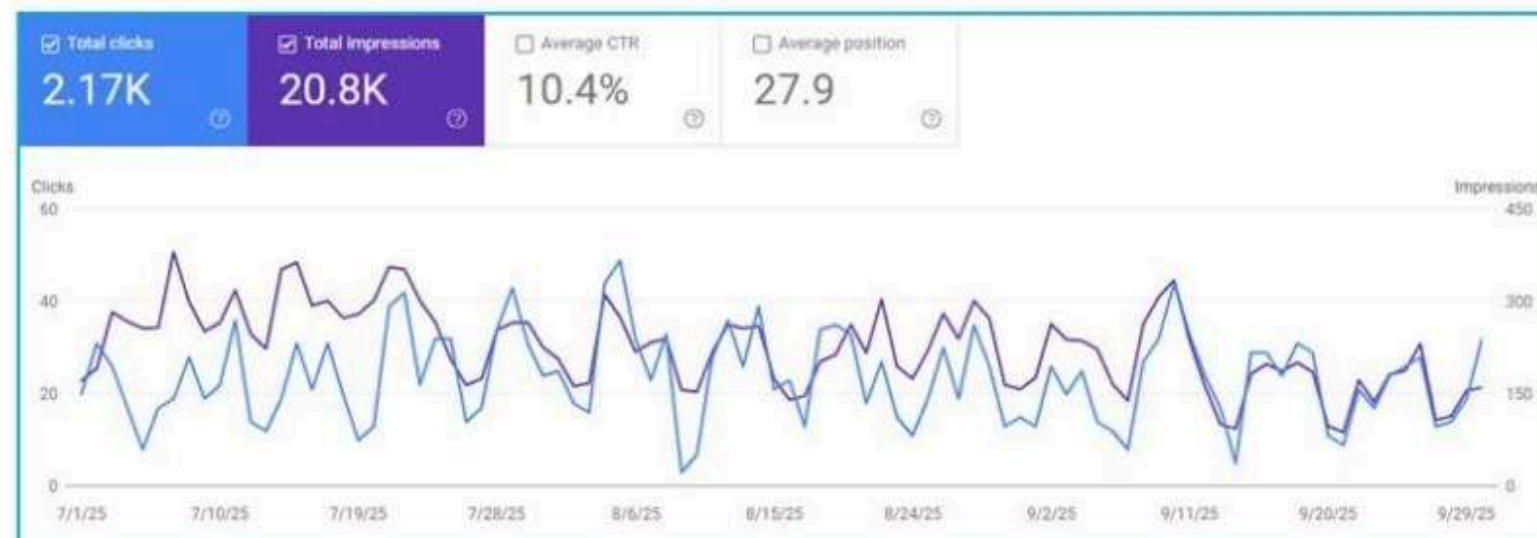 Total clicks
2.17K
Total impressions
20.8K
Average CTR
10.4%
Average position
27.9
Clicks
Impressions
60
450
40
300
20
150
0
0
7/1/25 7/10/25 7/19/25 7/28/25 8/6/25 8/15/25 8/24/25 9/2/25 9/11/25 9/20/25 9/29/25